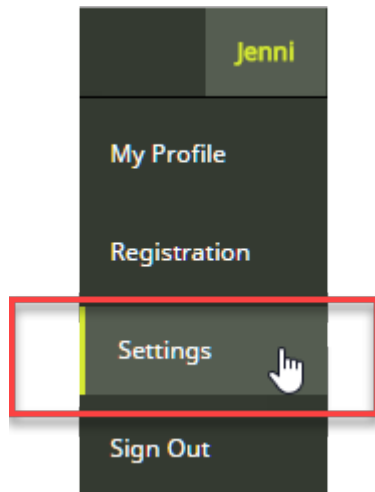 Jenni
My Profile
Registration
Settings
Sign Out